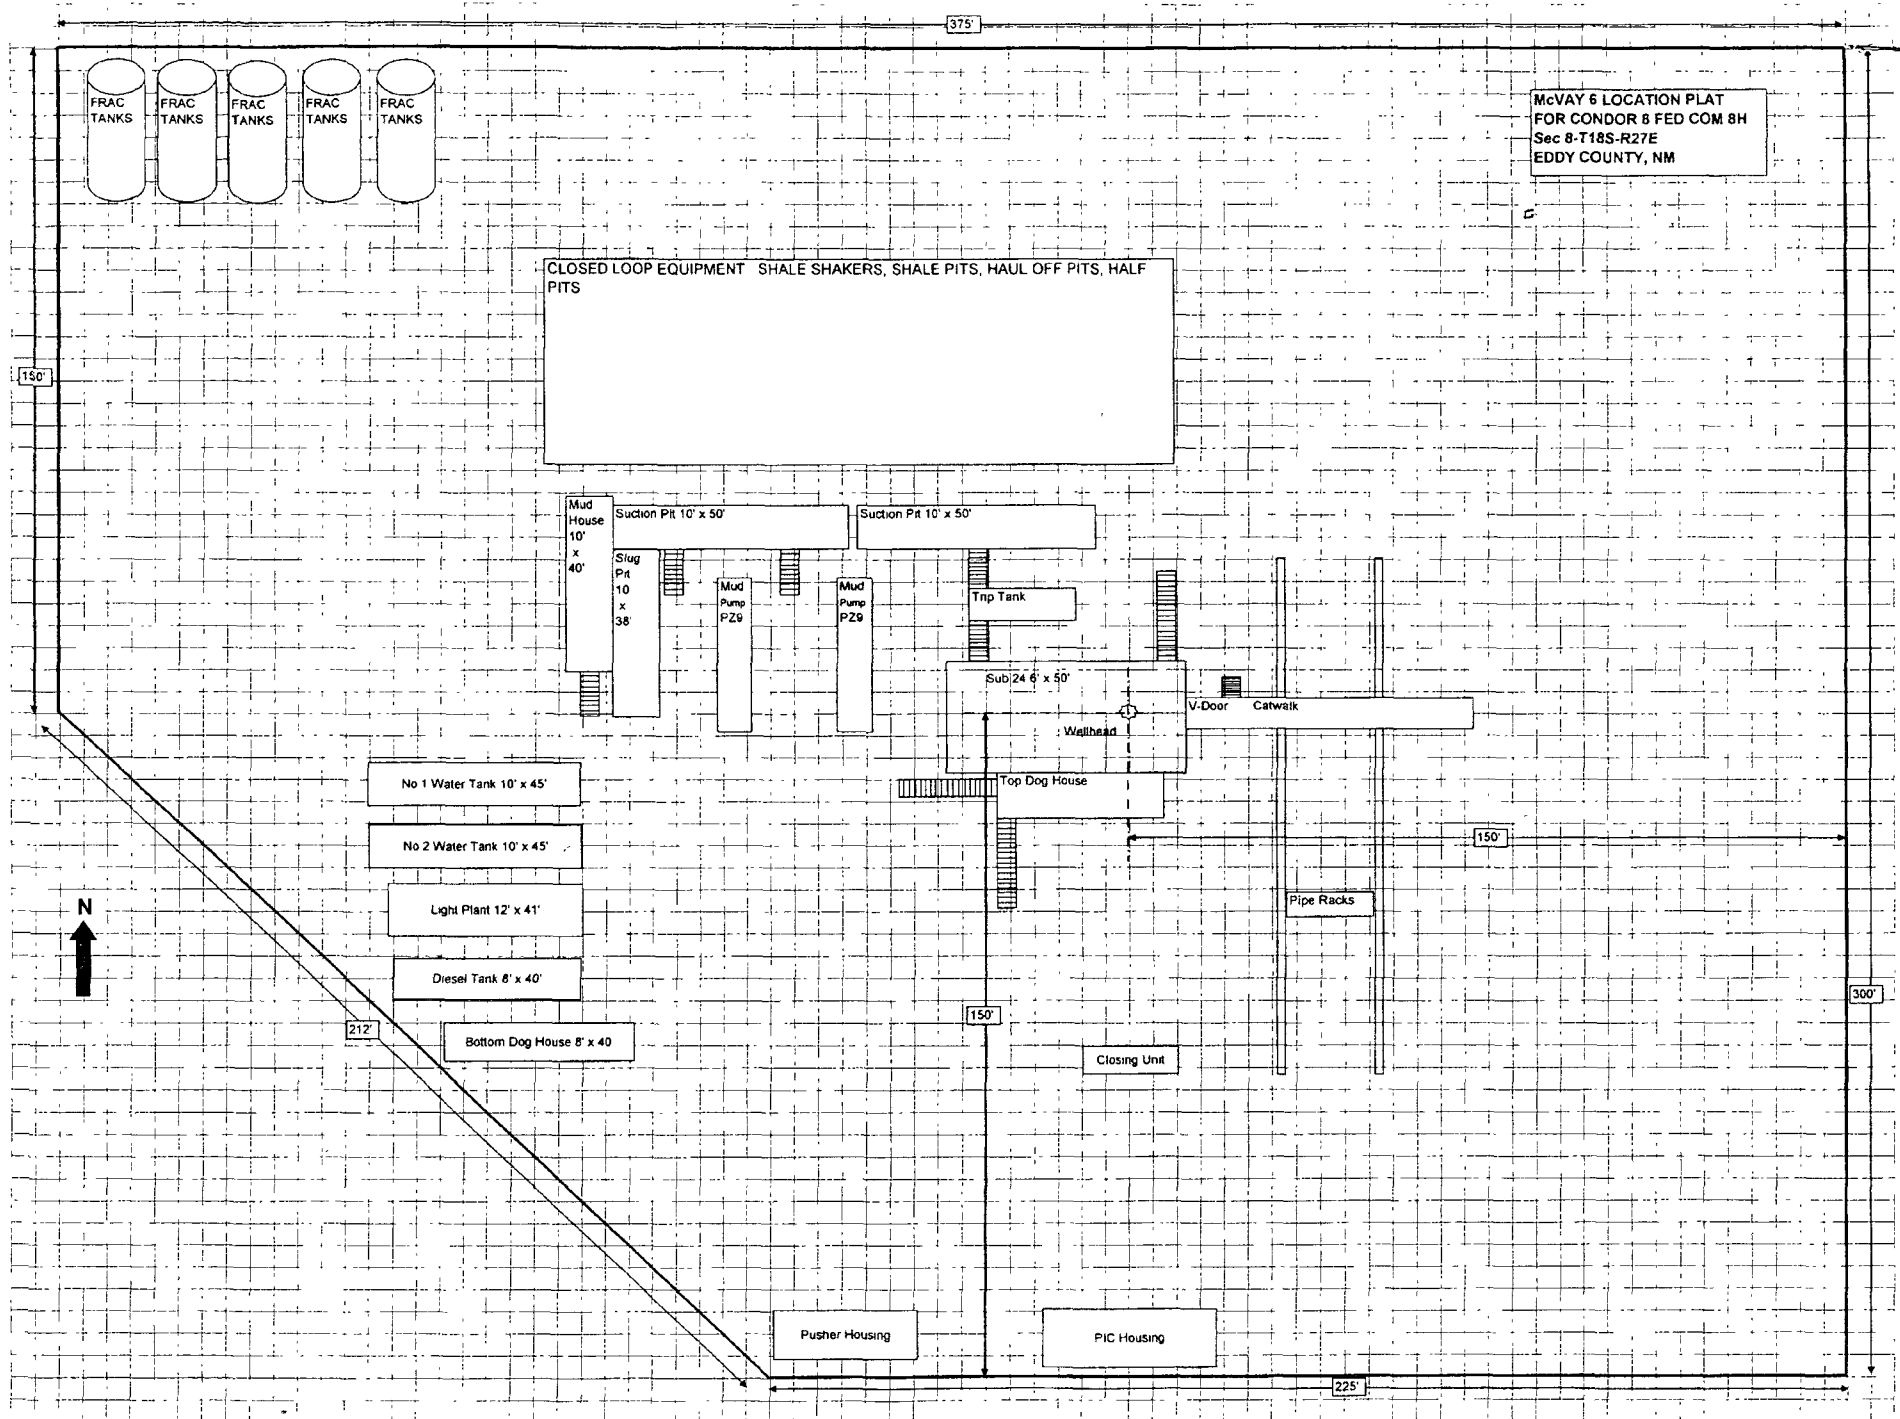 375'
FRAC
TANKS
FRAC
TANKS
FRAC
TANKS
FRAC
TANKS
FRAC
TANKS
McVAY 6 LOCATION PLAT
FOR CONDOR 8 FED COM 8H
Sec 8-T18S-R27E
EDDY COUNTY, NM
CLOSED LOOP EQUIPMENT SHALE SHAKERS, SHALE PITS, HAUL OFF PITS, HALF
PITS
150'
Mud
House
10'
x
40'
Suction Pit 10' x 50'
Suction Pit 10' x 50'
Slug
Pit
10
x
38'
Mud
Pump
PZ9
Mud
Pump
PZ9
Trip Tank
Sub 24 6' x 50'
V-Door
Catwalk
Wellhead
No 1 Water Tank 10' x 45'
Top Dog House
No 2 Water Tank 10' x 45'
150'
Light Plant 12' x 41'
Pipe Racks
N
Diesel Tank 8' x 40'
300'
150'
212'
Bottom Dog House 8' x 40
Closing Unit
Pusher Housing
PIC Housing
225'